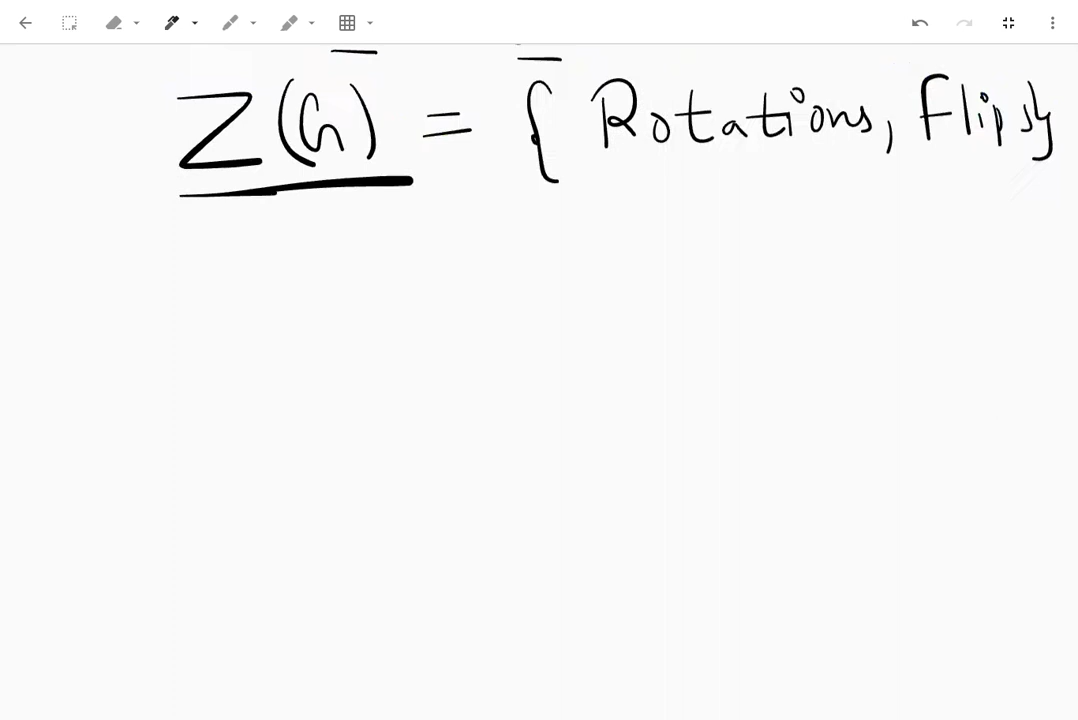 Z(G) = { Rotations, Flips}